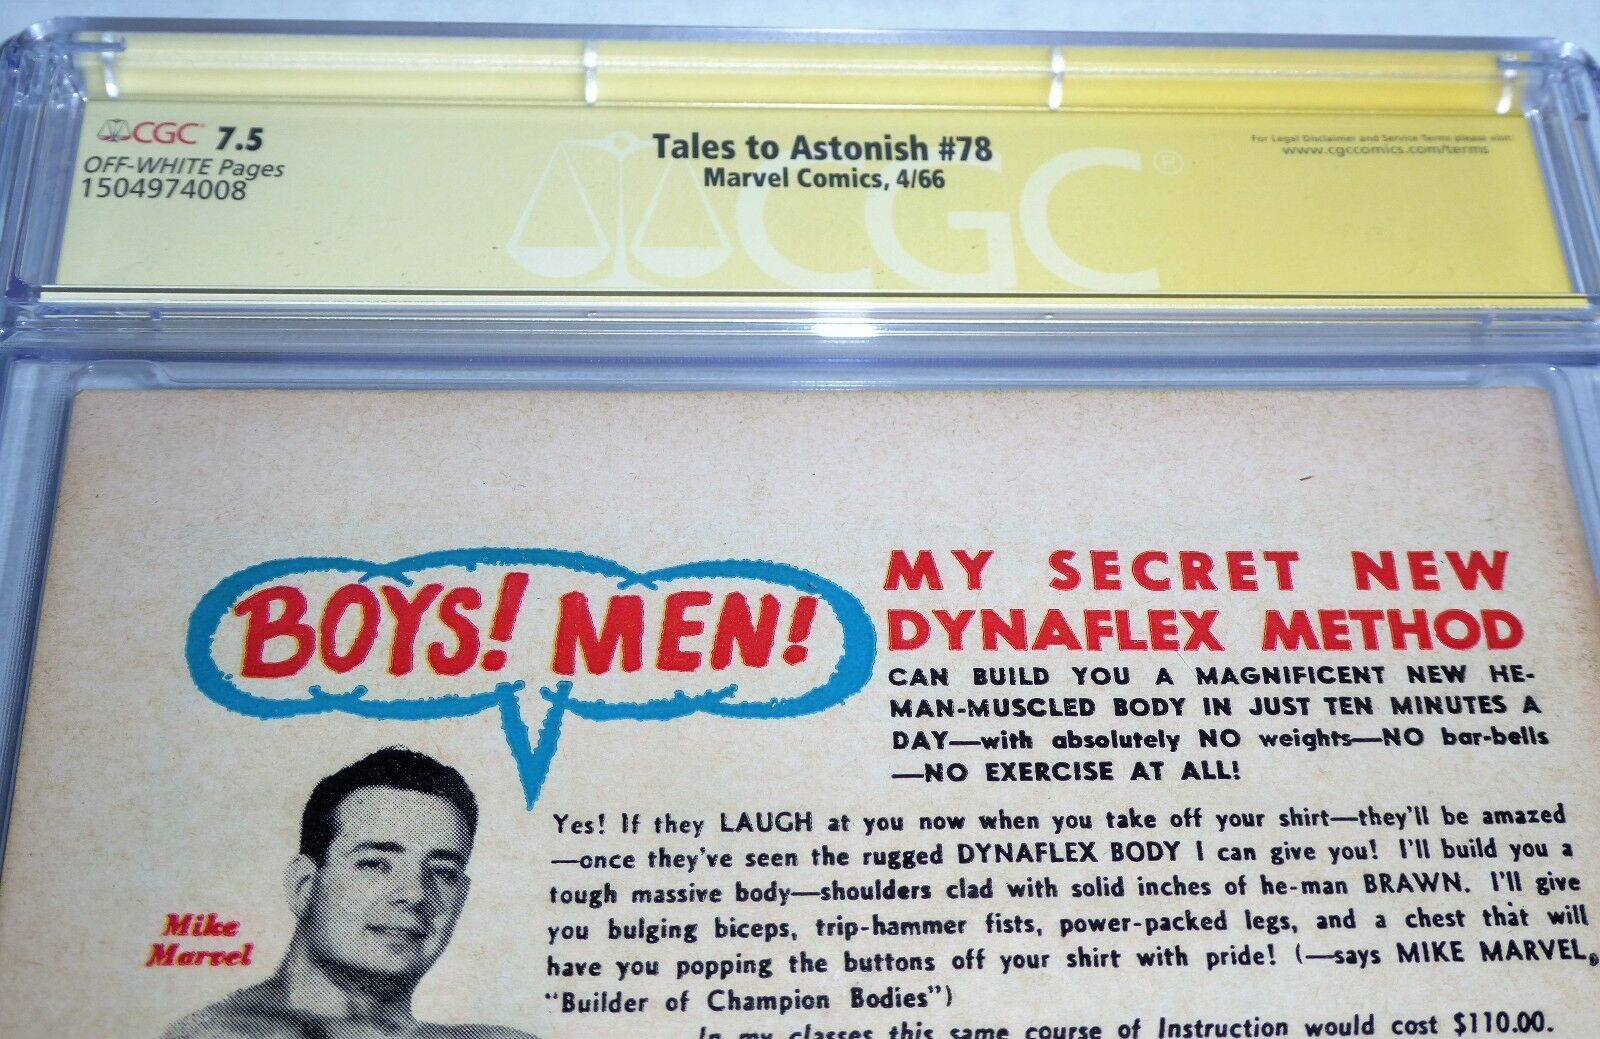 CGC 7.5
OFF-WHITE Pages
1504974008
Tales to Astonish #78
Marvel Comics, 4/66
For Legal Disclaimer and Service Terms please visit:
www.cgccomics.com/terms
CGC®
BOYS! MEN!
MY SECRET NEW
DYNAFLEX METHOD
CAN BUILD YOU A MAGNIFICENT NEW HE-
MAN-MUSCLED BODY IN JUST TEN MINUTES A
DAY—with absolutely NO weights—NO bar-bells
—NO EXERCISE AT ALL!
Yes! If they LAUGH at you now when you take off your shirt—they'll be amazed
—once they've seen the rugged DYNAFLEX BODY I can give you! I'll build you a
tough massive body—shoulders clad with solid inches of he-man BRAWN. I'll give
you bulging biceps, trip-hammer fists, power-packed legs, and a chest that will
have you popping the buttons off your shirt with pride! (—says MIKE MARVEL,
"Builder of Champion Bodies")
In my classes this same course of Instruction would cost $110.00.
Mike
Marvel